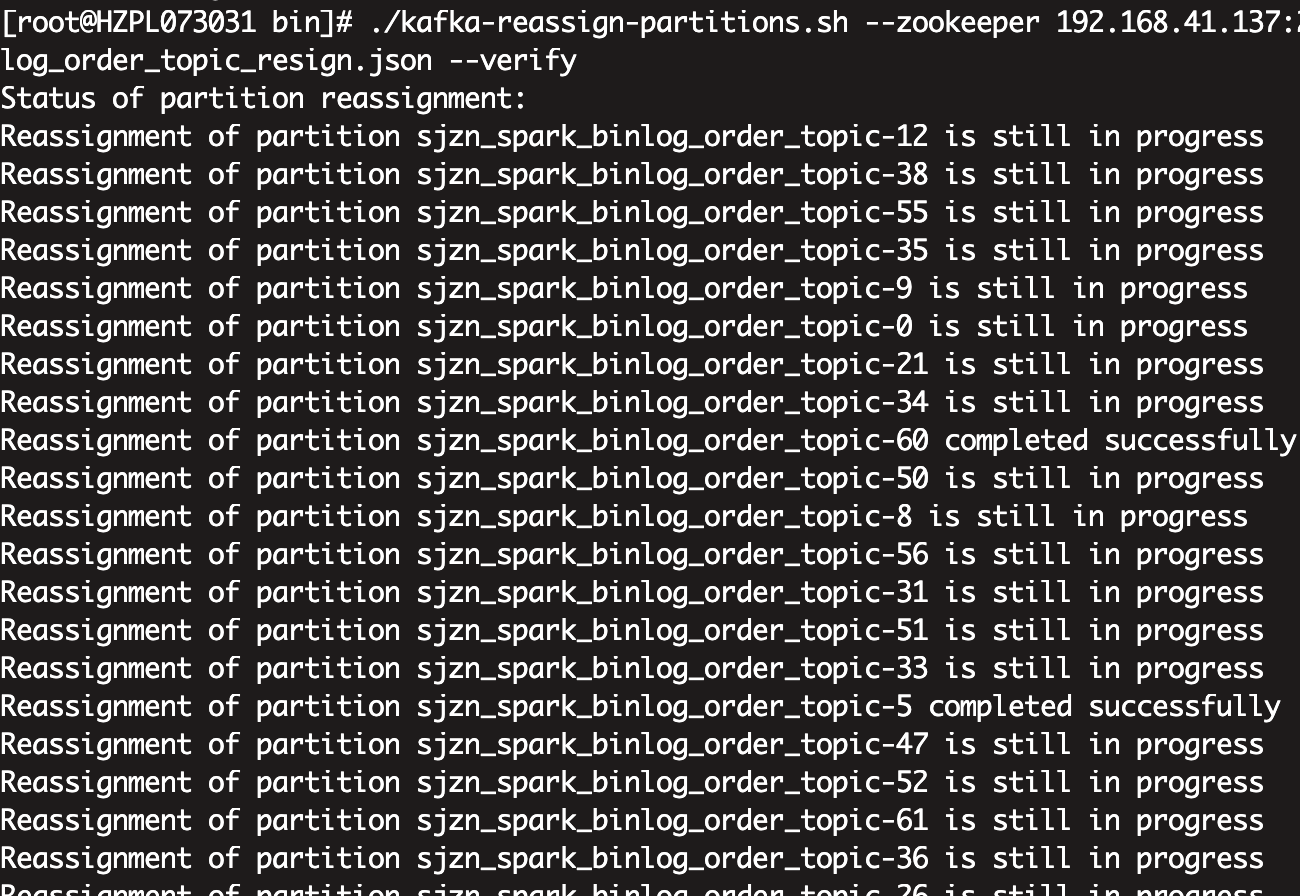 [root@HZPL073031 bin]# ./kafka-reassign-partitions.sh --zookeeper 192.168.41.137:
log_order_topic_resign.json --verify
Status of partition reassignment:
Reassignment of partition sjzn_spark_binlog_order_topic-12 is still in progress
Reassignment of partition sjzn_spark_binlog_order_topic-38 is still in progress
Reassignment of partition sjzn_spark_binlog_order_topic-55 is still in progress
Reassignment of partition sjzn_spark_binlog_order_topic-35 is still in progress
Reassignment of partition sjzn_spark_binlog_order_topic-9 is still in progress
Reassignment of partition sjzn_spark_binlog_order_topic-0 is still in progress
Reassignment of partition sjzn_spark_binlog_order_topic-21 is still in progress
Reassignment of partition sjzn_spark_binlog_order_topic-34 is still in progress
Reassignment of partition sjzn_spark_binlog_order_topic-60 completed successfully
Reassignment of partition sjzn_spark_binlog_order_topic-50 is still in progress
Reassignment of partition sjzn_spark_binlog_order_topic-8 is still in progress
Reassignment of partition sjzn_spark_binlog_order_topic-56 is still in progress
Reassignment of partition sjzn_spark_binlog_order_topic-31 is still in progress
Reassignment of partition sjzn_spark_binlog_order_topic-51 is still in progress
Reassignment of partition sjzn_spark_binlog_order_topic-33 is still in progress
Reassignment of partition sjzn_spark_binlog_order_topic-5 completed successfully
Reassignment of partition sjzn_spark_binlog_order_topic-47 is still in progress
Reassignment of partition sjzn_spark_binlog_order_topic-52 is still in progress
Reassignment of partition sjzn_spark_binlog_order_topic-61 is still in progress
Reassignment of partition sjzn_spark_binlog_order_topic-36 is still in progress
Reassignment of partition sjzn_spark_binlog_order_topic-26 is still in progress